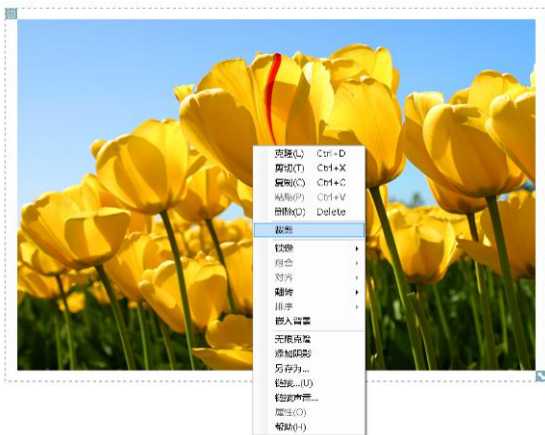 克隆(L) Ctrl+D
剪切(T) Ctrl+X
复制(C) Ctrl+C
粘贴(P) Ctrl+V
删除(D) Delete
裁剪
锁定
组合
对齐
翻转
排序
嵌入背景
无限克隆
添加阴影
另存为...
链接...(U)
链接声音...
属性(O)
帮助(H)